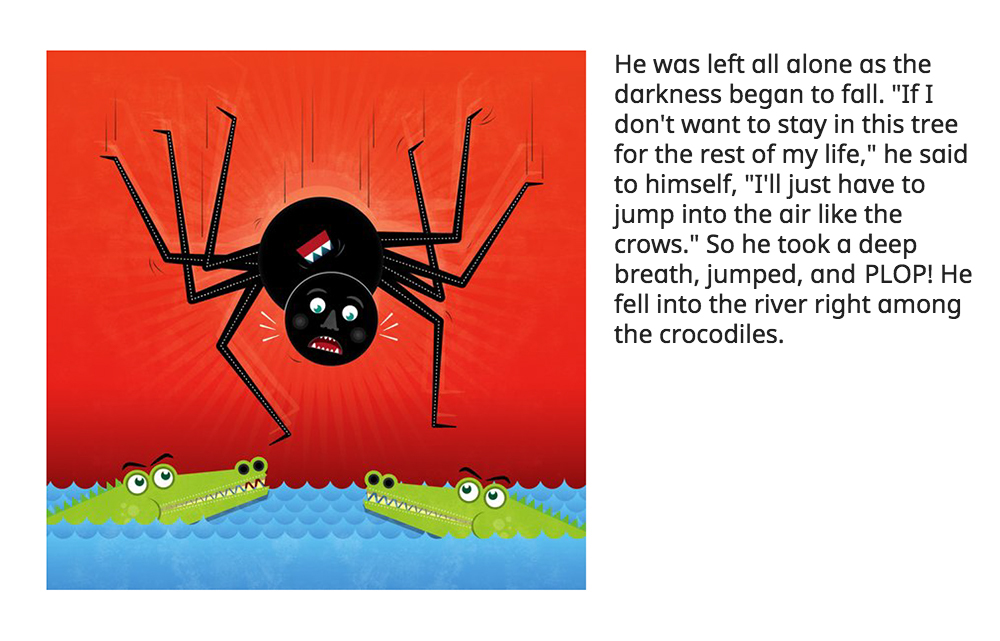 He was left all alone as the
darkness began to fall. "If I
don't want to stay in this tree
for the rest of my life," he said
to himself, "I'll just have to
jump into the air like the
crows." So he took a deep
breath, jumped, and PLOP! He
fell into the river right among
the crocodiles.